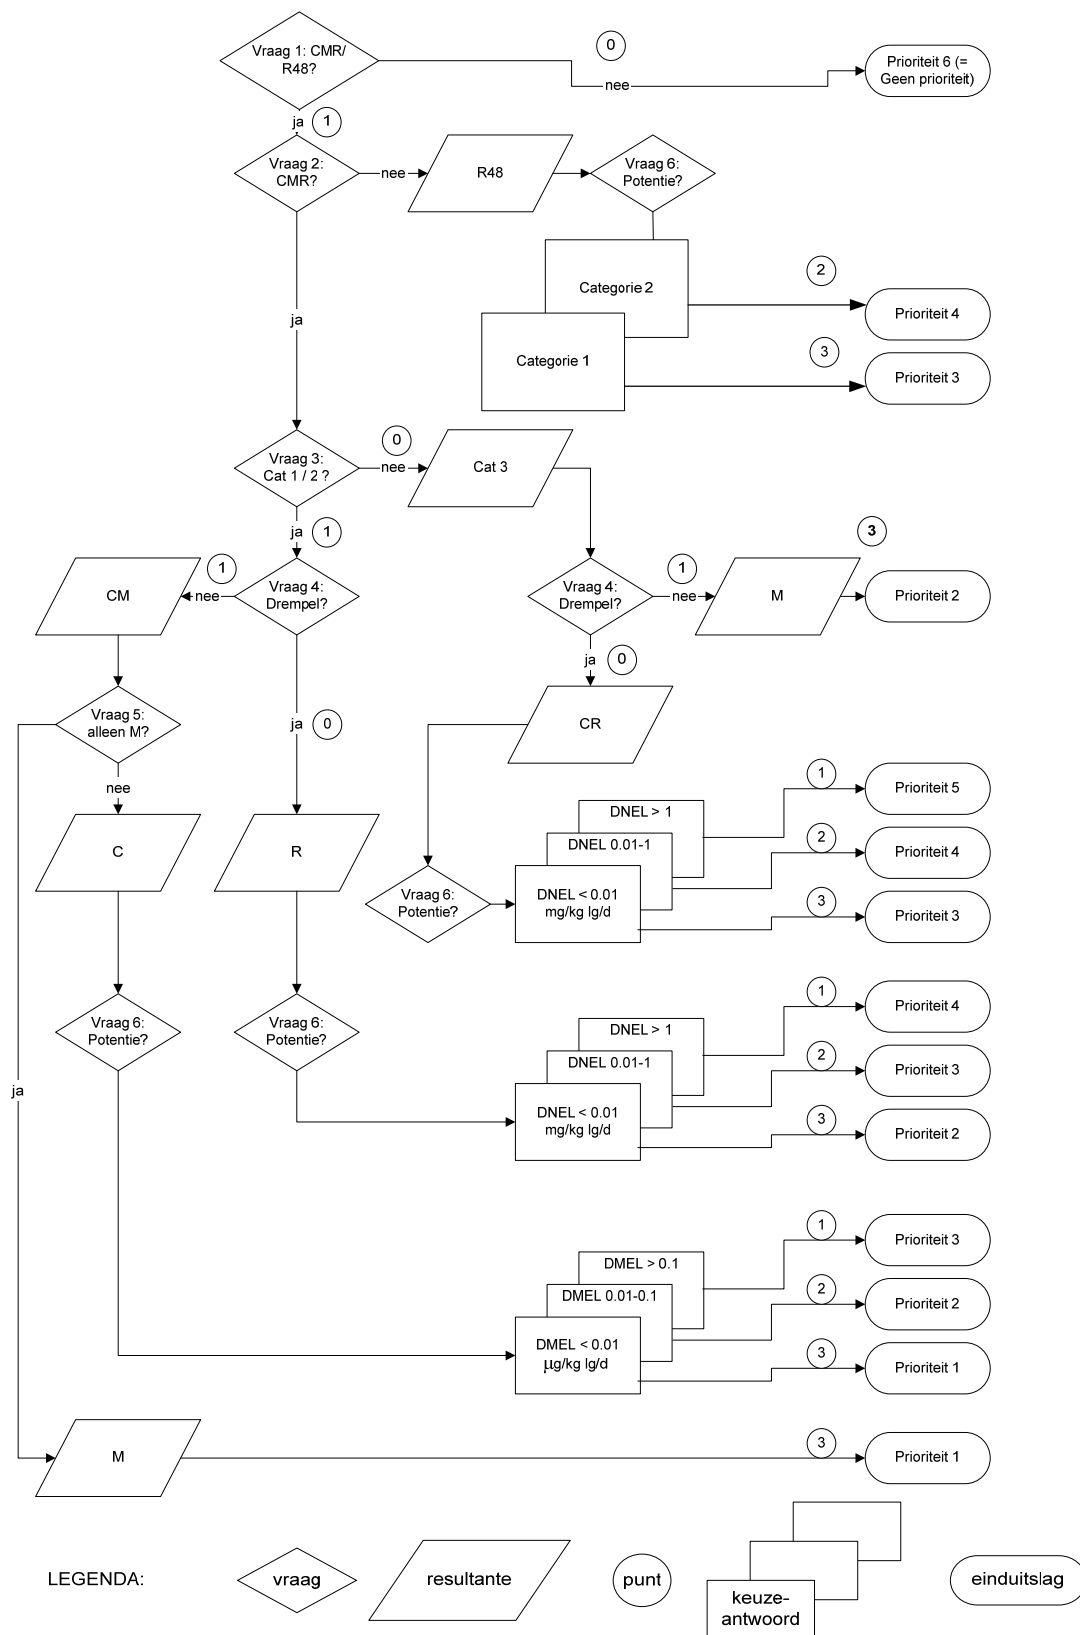 Vraag 1: CMR/
R48?
0
nee
Prioriteit 6 (=
Geen prioriteit)
ja
1
Vraag 2:
CMR?
nee
R48
Vraag 6:
Potentie?
Categorie 2
2
Prioriteit 4
ja
Categorie 1
3
Prioriteit 3
Vraag 3:
Cat 1 / 2 ?
0
nee
Cat 3
ja
1
CM
1
nee
Vraag 4:
Drempel?
Vraag 4:
Drempel?
1
nee
M
3
Prioriteit 2
ja
0
Vraag 5:
alleen M?
ja
0
CR
nee
C
R
Vraag 6:
Potentie?
DNEL > 1
DNEL 0.01-1
DNEL < 0.01
mg/kg lg/d
1
Prioriteit 5
2
Prioriteit 4
3
Prioriteit 3
Vraag 6:
Potentie?
Vraag 6:
Potentie?
DNEL > 1
DNEL 0.01-1
DNEL < 0.01
mg/kg lg/d
1
Prioriteit 4
2
Prioriteit 3
3
Prioriteit 2
ja
DMEL > 0.1
DMEL 0.01-0.1
DMEL < 0.01
µg/kg lg/d
1
Prioriteit 3
2
Prioriteit 2
3
Prioriteit 1
M
3
Prioriteit 1
LEGENDA:
vraag
resultante
punt
keuze-
antwoord
einduitslag